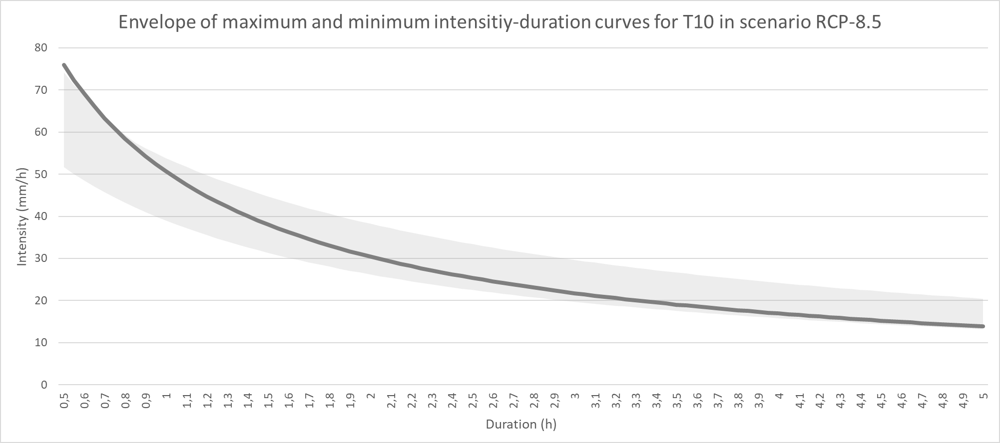 Envelope of maximum and minimum intensitiy-duration curves for T10 in scenario RCP-8.5
80
70
60
50
40
30
20
10
0
Intensity (mm/h)
0,5 0,6 0,7 0,8 0,9 1 1,1 1,2 1,3 1,4 1,5 1,6 1,7 1,8 1,9 2 2,1 2,2 2,3 2,4 2,5 2,6 2,7 2,8 2,9 3 3,1 3,2 3,3 3,4 3,5 3,6 3,7 3,8 3,9 4 4,1 4,2 4,3 4,4 4,5 4,6 4,7 4,8 4,9 5
Duration (h)